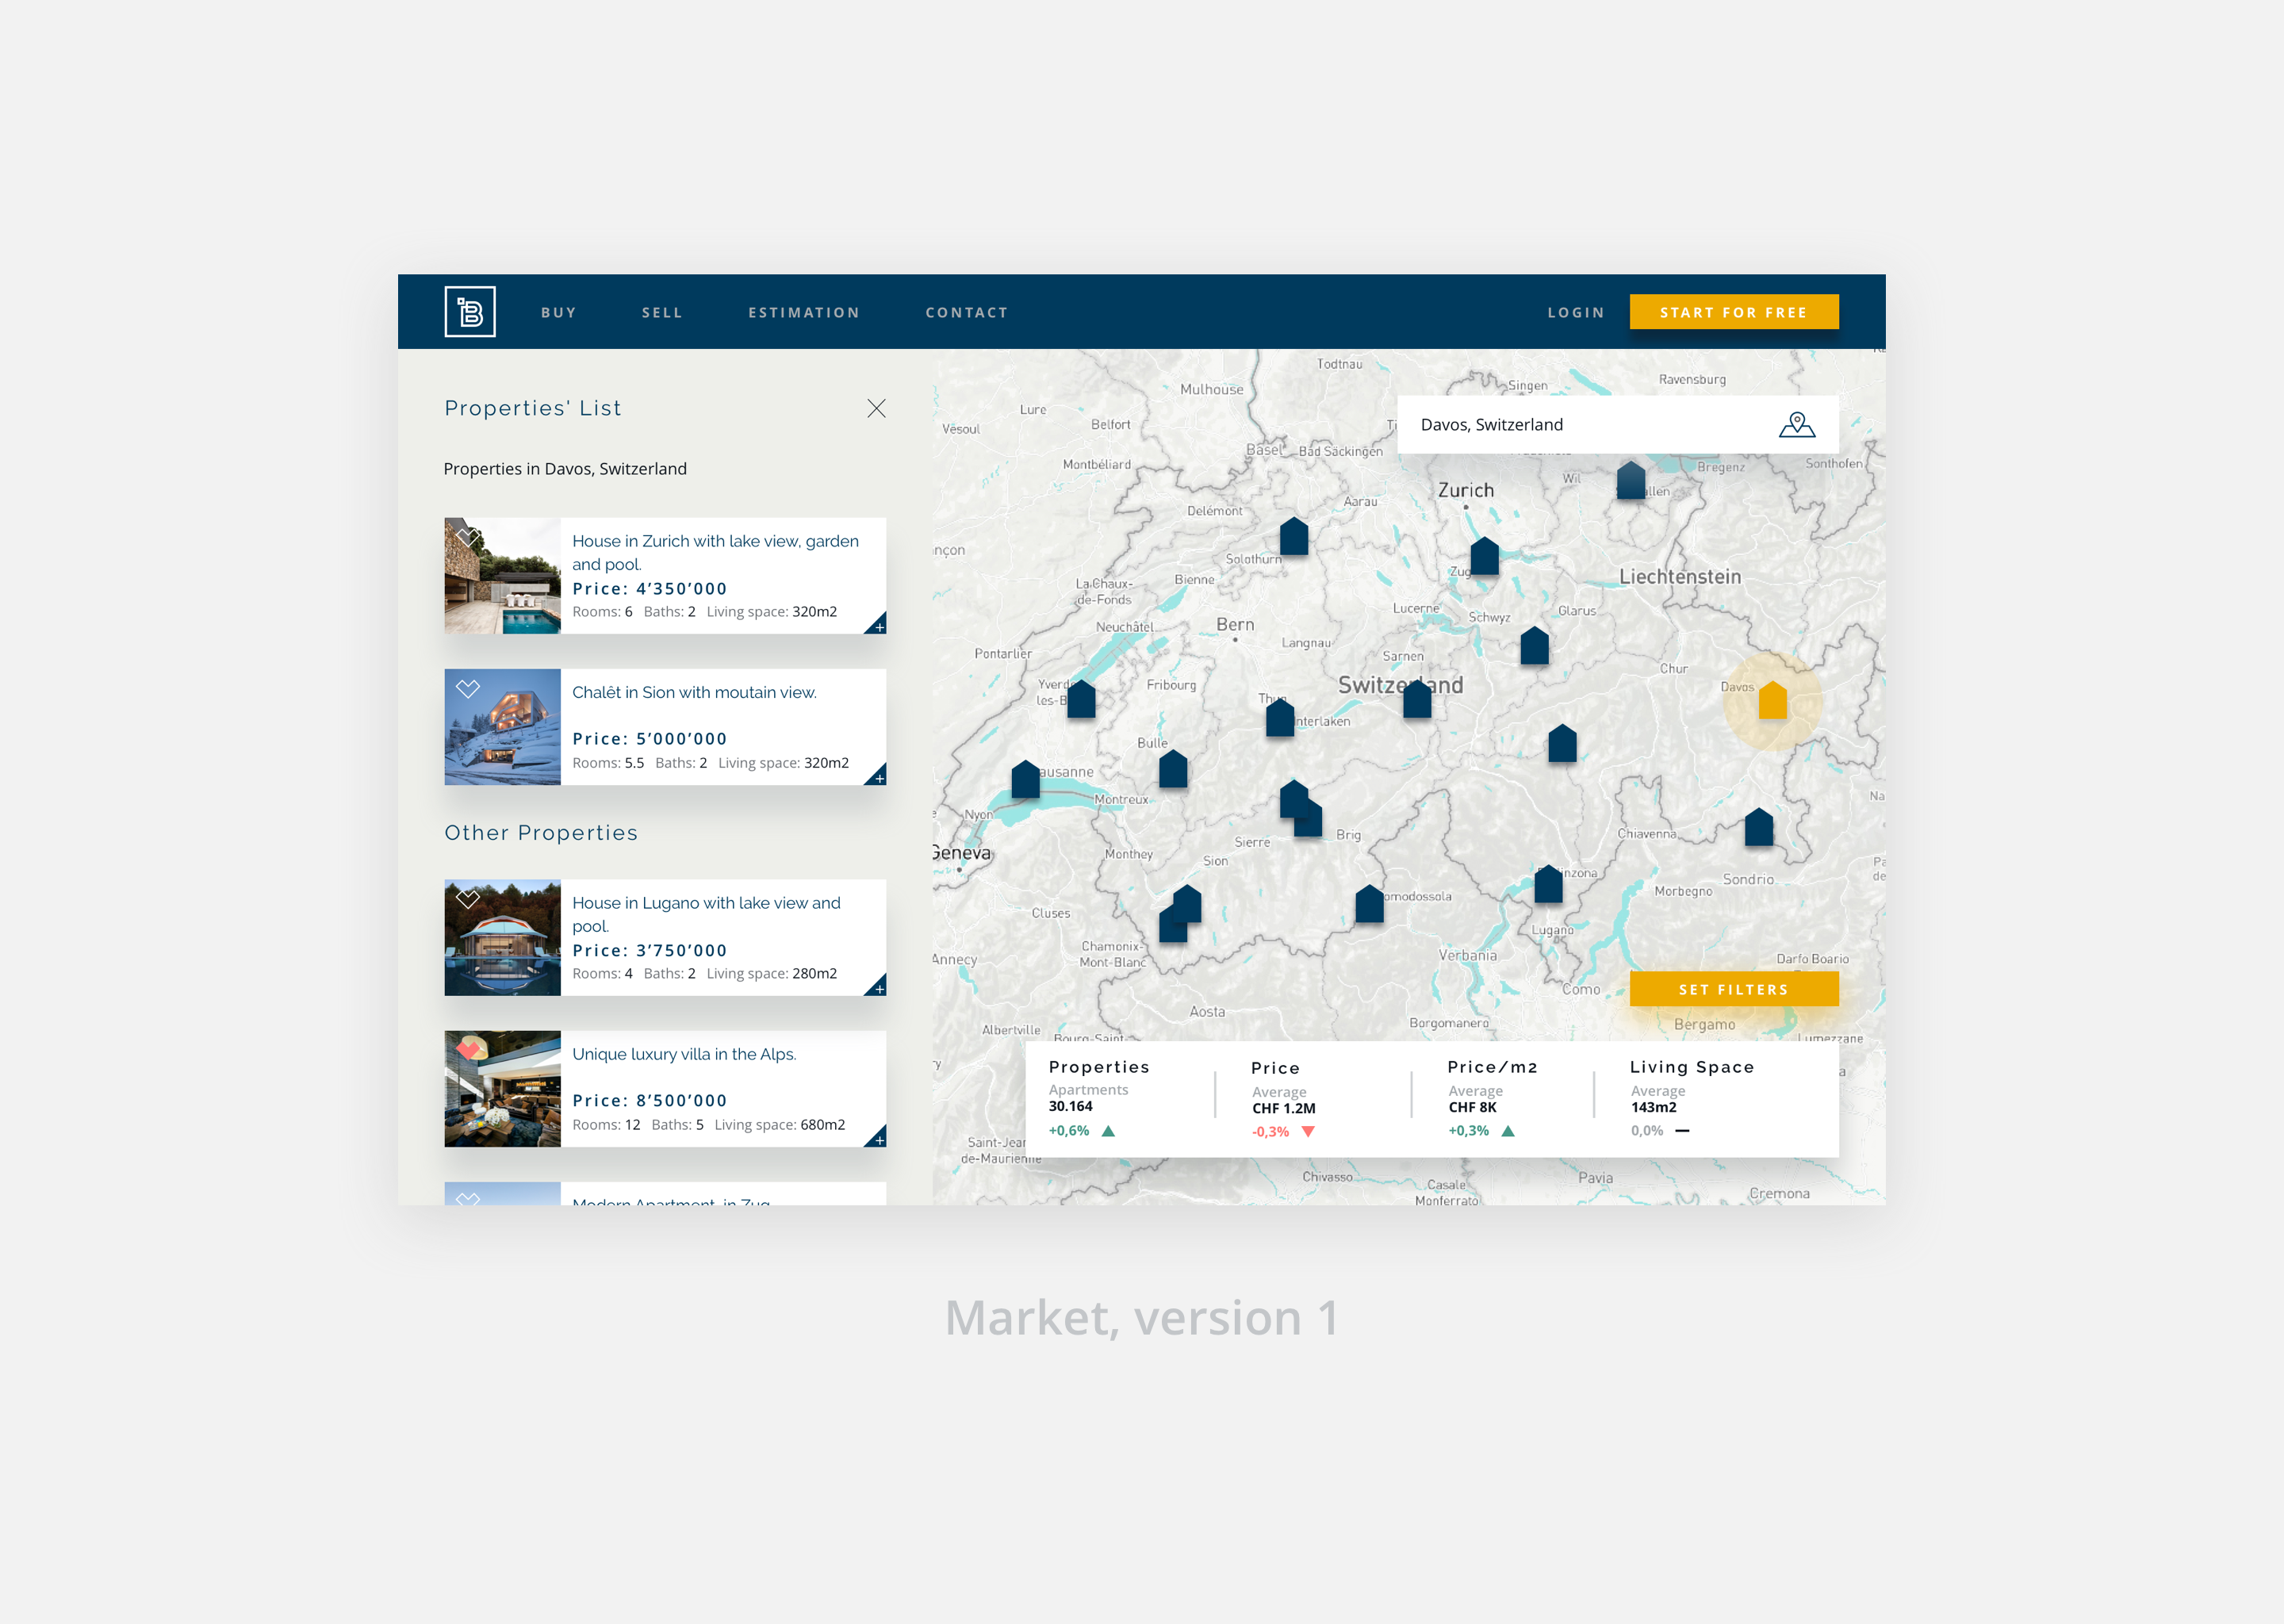 B
BUY
SELL
ESTIMATION
CONTACT
LOGIN
START FOR FREE
Properties' List
Properties in Davos, Switzerland
House in Zurich with lake view, garden
and pool.
Price: 4’350’000
Rooms: 6 Baths: 2 Living space: 320m2
+
Chalêt in Sion with moutain view.
Price: 5’000’000
Rooms: 5.5 Baths: 2 Living space: 320m2
+
Other Properties
House in Lugano with lake view and
pool.
Price: 3’750’000
Rooms: 4 Baths: 2 Living space: 280m2
+
Unique luxury villa in the Alps.
Price: 8’500’000
Rooms: 12 Baths: 5 Living space: 680m2
+
Modern Apartment in Zug
Davos, Switzerland
Todtnau
Mulhouse
Singen
Ravensburg
Lure
Belfort
Vesoul
Basel
Bad Säckingen
Montbéliard
Bregenz
Sonthofen
Wil
Zurich
Aarau
Delémont
Solothurn
Zug
Liechtenstein
Bienne
La Chaux-
de-Fonds
Lucerne
Schwyz
Glarus
Neuchâtel
Bern
Langnau
Pontarlier
Sarnen
Chur
Fribourg
Switzerland
Davos
Bulle
Montreux
Nyon
Geneva
Monthey
Sierre
Brig
Sion
Chiavenna
Sondrio
Morbegno
Cluses
Lugano
Chamonix-
Mont-Blanc
Annecy
Verbania
Darfo Boario
Como
SET FILTERS
Aosta
Albertville
Borgomanero
Bergamo
Bourg-Saint-
Lumezzane
Properties
Apartments
30.164
+0,6%
Price
Average
CHF 1.2M
-0,3%
Price/m2
Average
CHF 8K
+0,3%
Living Space
Average
143m2
0,0%
Saint-Jean
de-Maurienne
Chivasso
Casale
Monferrato
Pavia
Cremona
Market, version 1